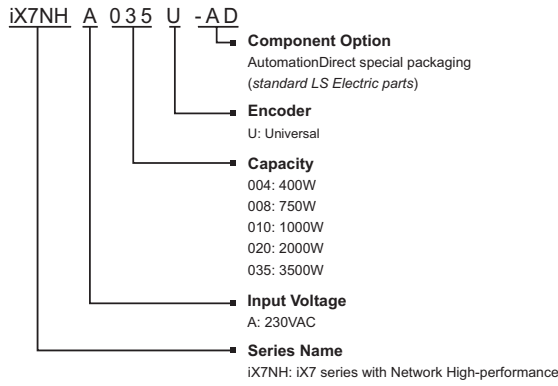 iX7NH A 035 U -AD
Component Option
AutomationDirect special packaging
(standard LS Electric parts)
Encoder
U: Universal
Capacity
004: 400W
008: 750W
010: 1000W
020: 2000W
035: 3500W
Input Voltage
A: 230VAC
Series Name
iX7NH: iX7 series with Network High-performance